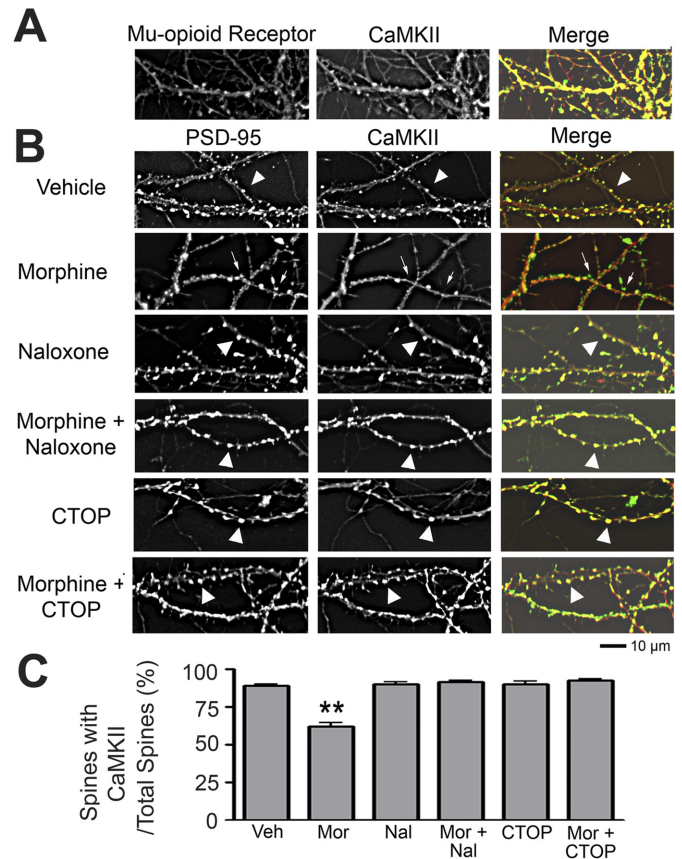 A
Mu-opioid Receptor CaMKII Merge
B
PSD-95 CaMKII Merge
Vehicle
Morphine
Naloxone
Morphine +
Naloxone
CTOP
Morphine +
CTOP
10 µm
C
Spines with
CaMKII
/Total Spines (%)
100
75
50
25
0
**
Veh Mor Nal Mor + CTOP Mor +
Nal CTOP